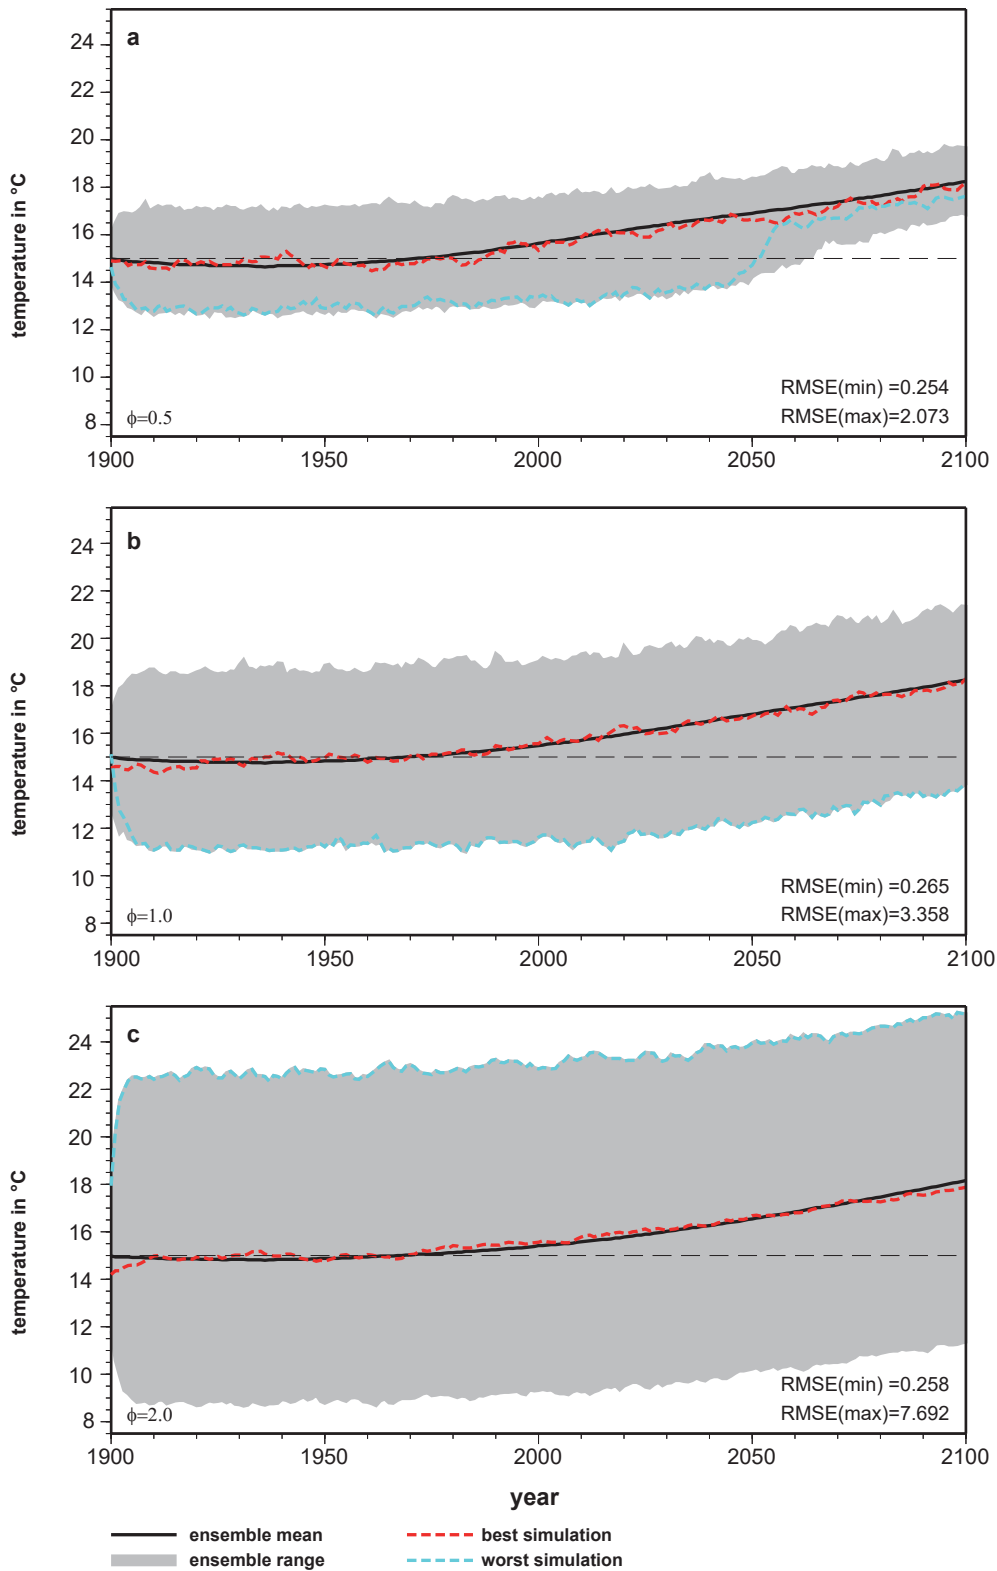 a
24
22
20
18
16
14
12
10
8
temperature in °C
RMSE(min) =0.254
RMSE(max)=2.073
ϕ=0.5
1900 1950 2000 2050 2100
b
24
22
20
18
16
14
12
10
8
temperature in °C
RMSE(min) =0.265
RMSE(max)=3.358
ϕ=1.0
1900 1950 2000 2050 2100
c
24
22
20
18
16
14
12
10
8
temperature in °C
RMSE(min) =0.258
RMSE(max)=7.692
ϕ=2.0
1900 1950 2000 2050 2100
year
ensemble mean best simulation
ensemble range worst simulation